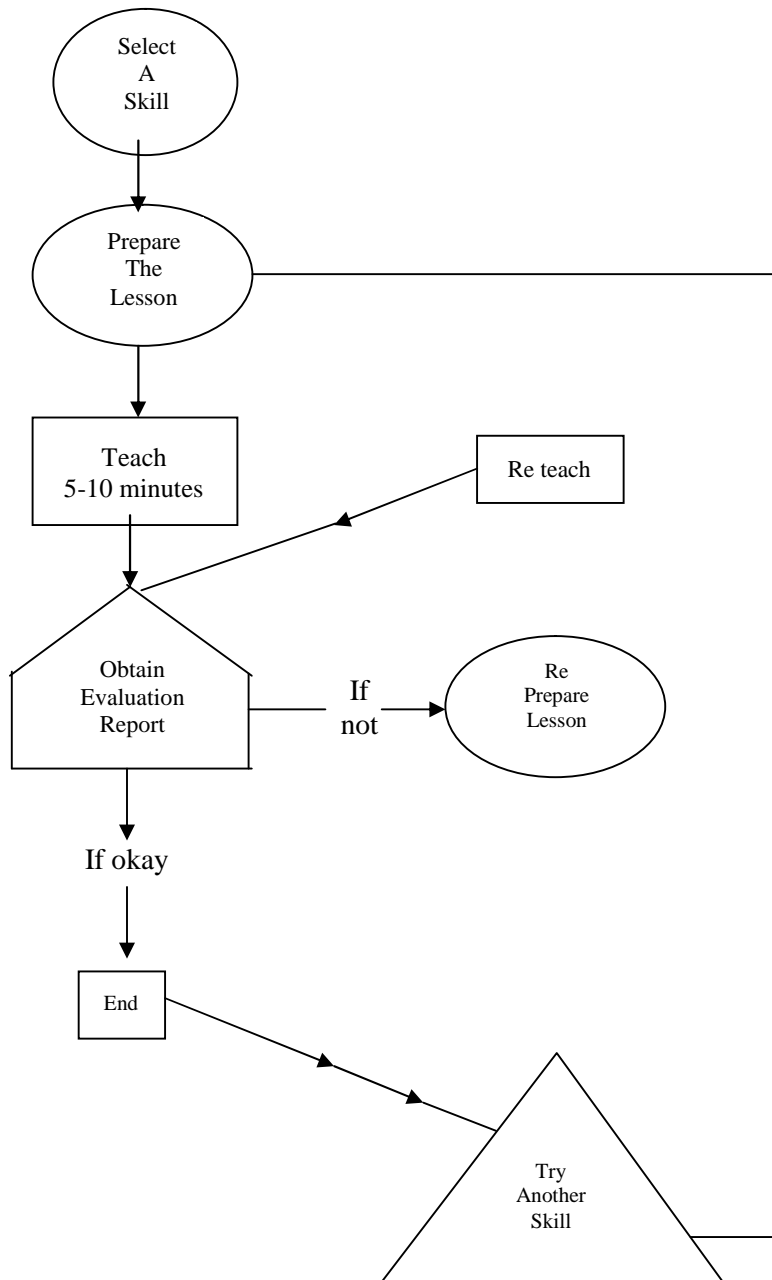 Select
A
Skill
Prepare
The
Lesson
Teach
5-10 minutes
Re teach
Obtain
Evaluation
Report
If
not
Re
Prepare
Lesson
If okay
End
Try
Another
Skill